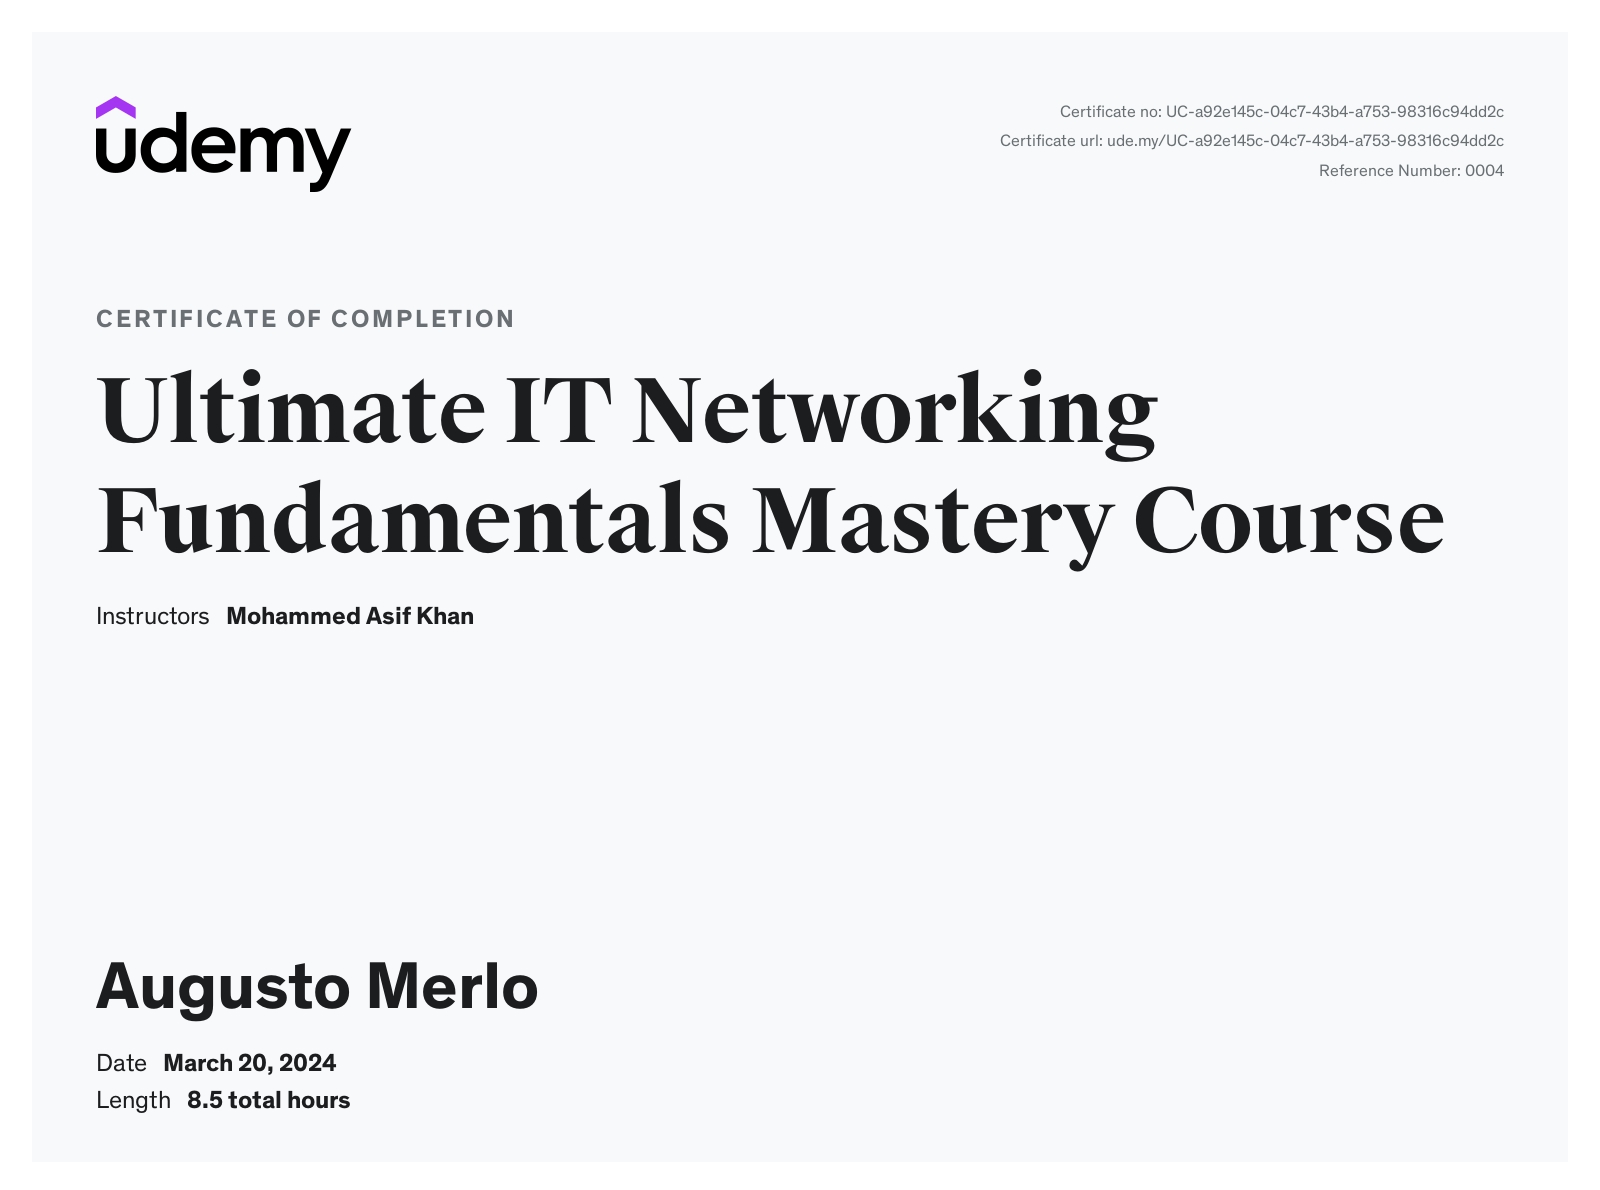 udemy
Certificate no: UC-a92e145c-04c7-43b4-a753-98316c94dd2c
Certificate url: ude.my/UC-a92e145c-04c7-43b4-a753-98316c94dd2c
Reference Number: 0004
CERTIFICATE OF COMPLETION
Ultimate IT Networking
Fundamentals Mastery Course
Instructors Mohammed Asif Khan
Augusto Merlo
Date March 20, 2024
Length 8.5 total hours